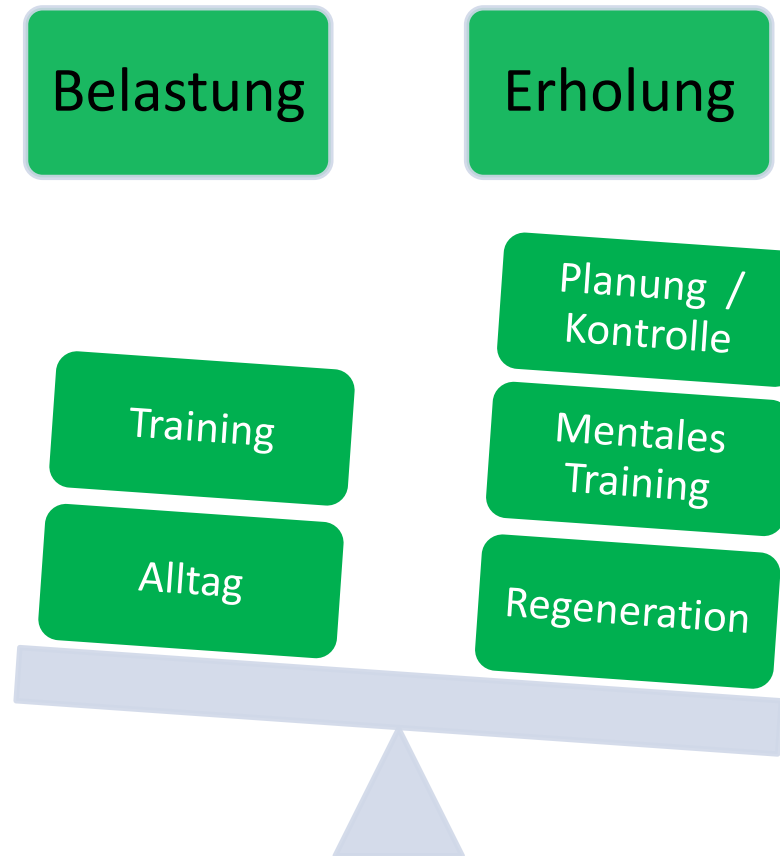 Belastung
Erholung
Planung /
Kontrolle
Training
Mentales
Training
Alltag
Regeneration